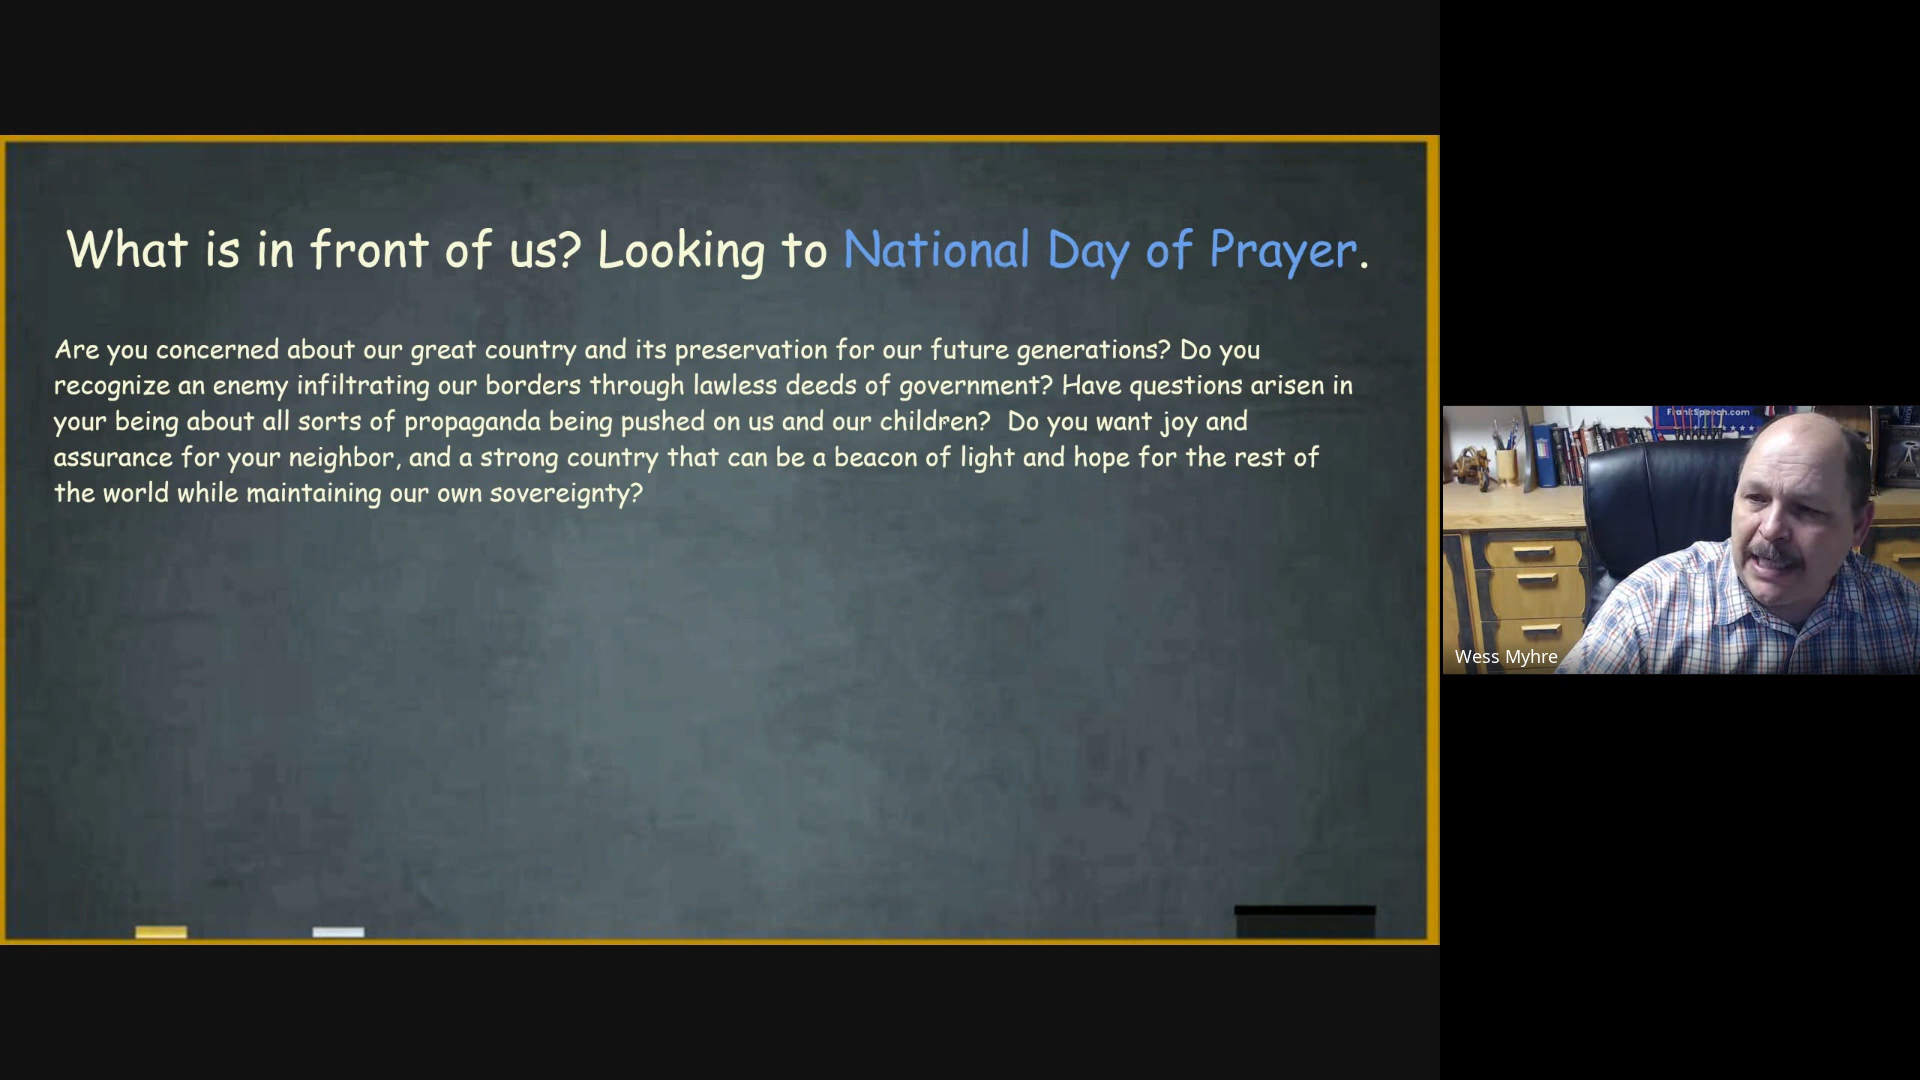 What is in front of us? Looking to National Day of Prayer.
Are you concerned about our great country and its preservation for our future generations? Do you
recognize an enemy infiltrating our borders through lawless deeds of government? Have questions arisen in
your being about all sorts of propaganda being pushed on us and our children?  Do you want joy and
assurance for your neighbor, and a strong country that can be a beacon of light and hope for the rest of
the world while maintaining our own sovereignty?
FrankSpeech.com
Wess Myhre